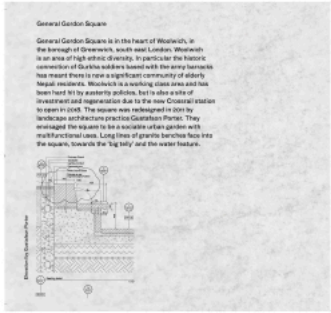 General Gordon Square
General Gordon Square is in the heart of Woolwich, in
the borough of Greenwich, south east London. Woolwich
is an area of high ethnic diversity. In particular the historic
connection of Gurkha soldiers based with the army barracks
has meant there is now a significant community of elderly
Nepali residents. Woolwich is a working class area and has
been hard hit by austerity policies, but is also a site of
investment and regeneration due to the new Crossrail station
to open in 2018. The square was redesigned in 2011 by
landscape architecture practice Gustafson Porter. They
envisaged the square to be a sociable urban garden with
multifunctional uses. Long lines of granite benches face into
the square, towards the 'big telly' and the water feature.
Elevation by Gustafson Porter